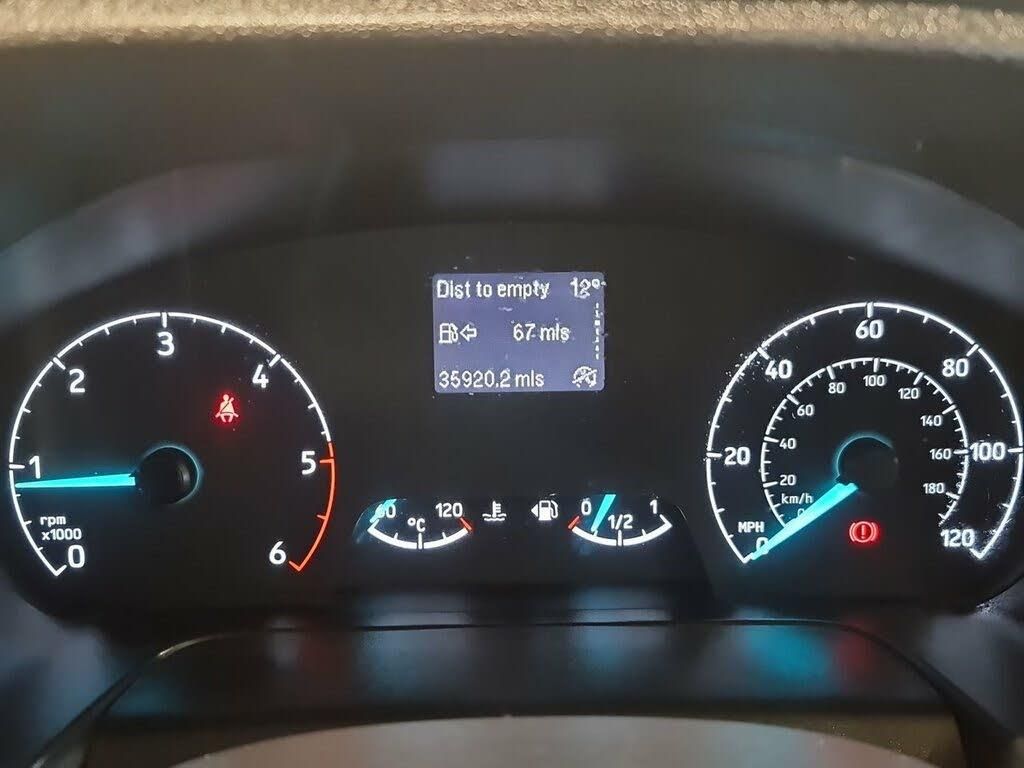 Dist to empty 12°
67 mls
35920.2 mls
0 1 2 3 4 5 6
rpm
x1000
60 120
°C
0 1/2 1
0 20 40 60 80 100 120
MPH
20 40 60 80 100 120 140 160 180
km/h